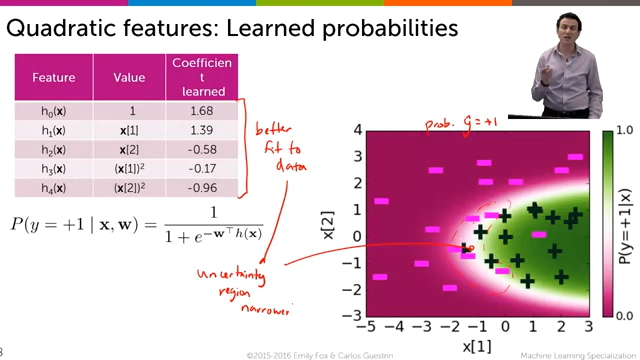 Quadratic features: Learned probabilities
Feature Value Coefficien
t
learned
h0(x) 1 1.68
h1(x) x[1] 1.39
h2(x) x[2] -0.58
h3(x) (x[1])² -0.17
h4(x) (x[2])² -0.96
better
fit to
data
P(y = +1 | x, w) = 1 / (1 + e^(-w^⊤ h(x)))
uncertainty
region
narrower
prob. ŷ = +1
4
3
2
1
0
-1
-2
-3
x[2]
-5 -4 -3 -2 -1 0 1 2 3
x[1]
1.0
P(y=+1|x)
0.0
©2015-2016 Emily Fox & Carlos Guestrin
Machine Learning Specialization